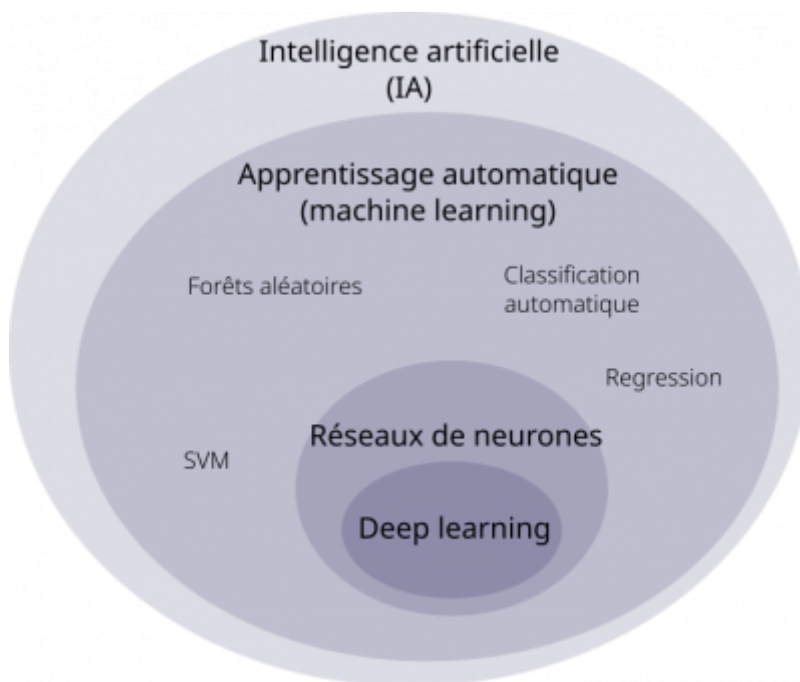 Intelligence artificielle
(IA)
Apprentissage automatique
(machine learning)
Forêts aléatoires
Classification
automatique
Regression
Réseaux de neurones
SVM
Deep learning